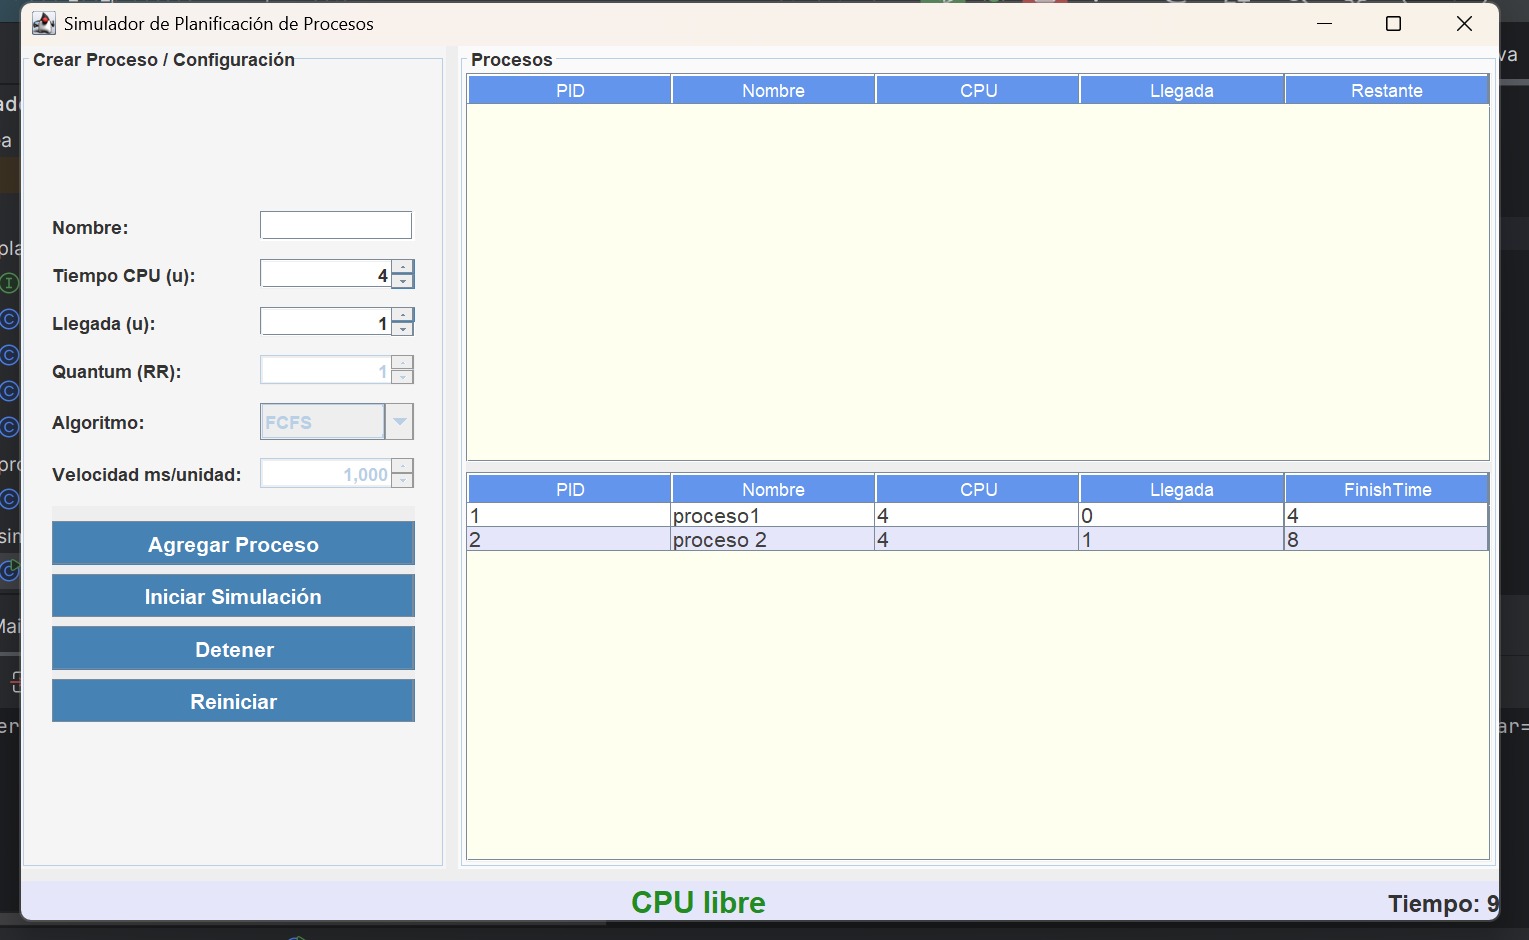 Simulador de Planificación de Procesos
Crear Proceso / Configuración
Nombre:
Tiempo CPU (u): 4
Llegada (u): 1
Quantum (RR): 1
Algoritmo: FCFS
Velocidad ms/unidad: 1,000
Agregar Proceso
Iniciar Simulación
Detener
Reiniciar
Procesos
PID Nombre CPU Llegada Restante
PID Nombre CPU Llegada FinishTime
1 proceso1 4 0 4
2 proceso 2 4 1 8
CPU libre
Tiempo: 9